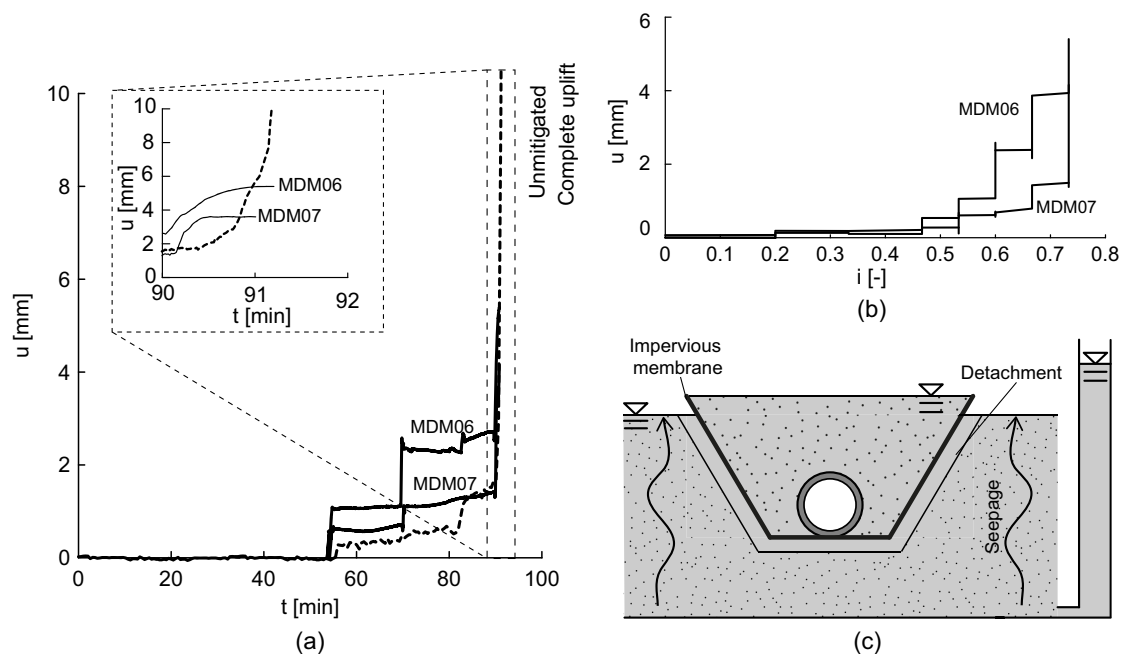 10
8
6
4
2
0
u [mm]
0
20
40
60
80
100
t [min]
(a)
10
8
6
4
2
0
u [mm]
90
91
92
t [min]
MDM06
MDM07
MDM06
MDM07
Unmitigated
Complete uplift
6
4
2
0
u [mm]
0
0.1
0.2
0.3
0.4
0.5
0.6
0.7
0.8
i [-]
MDM06
MDM07
(b)
Impervious
membrane
Detachment
Seepage
(c)